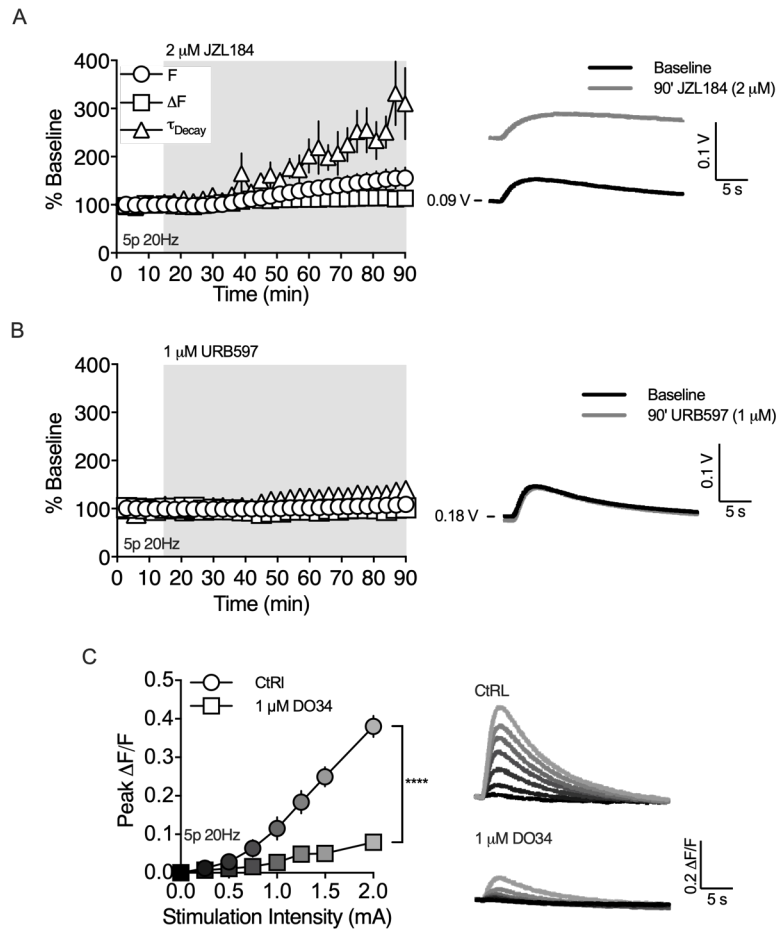 A
2 µM JZL184
400
300
200
100
0
% Baseline
F
ΔF
τDecay
5p 20Hz
0 10 20 30 40 50 60 70 80 90
Time (min)
Baseline
90' JZL184 (2 µM)
0.09 V
0.1 V
5 s
B
1 µM URB597
400
300
200
100
0
% Baseline
5p 20Hz
0 10 20 30 40 50 60 70 80 90
Time (min)
Baseline
90' URB597 (1 µM)
0.18 V
0.1 V
5 s
C
0.5
0.4
0.3
0.2
0.1
0.0
Peak ΔF/F
CtRl
1 µM DO34
5p 20Hz
****
0.0 0.5 1.0 1.5 2.0
Stimulation Intensity (mA)
CtRL
1 µM DO34
0.2 ΔF/F
5 s